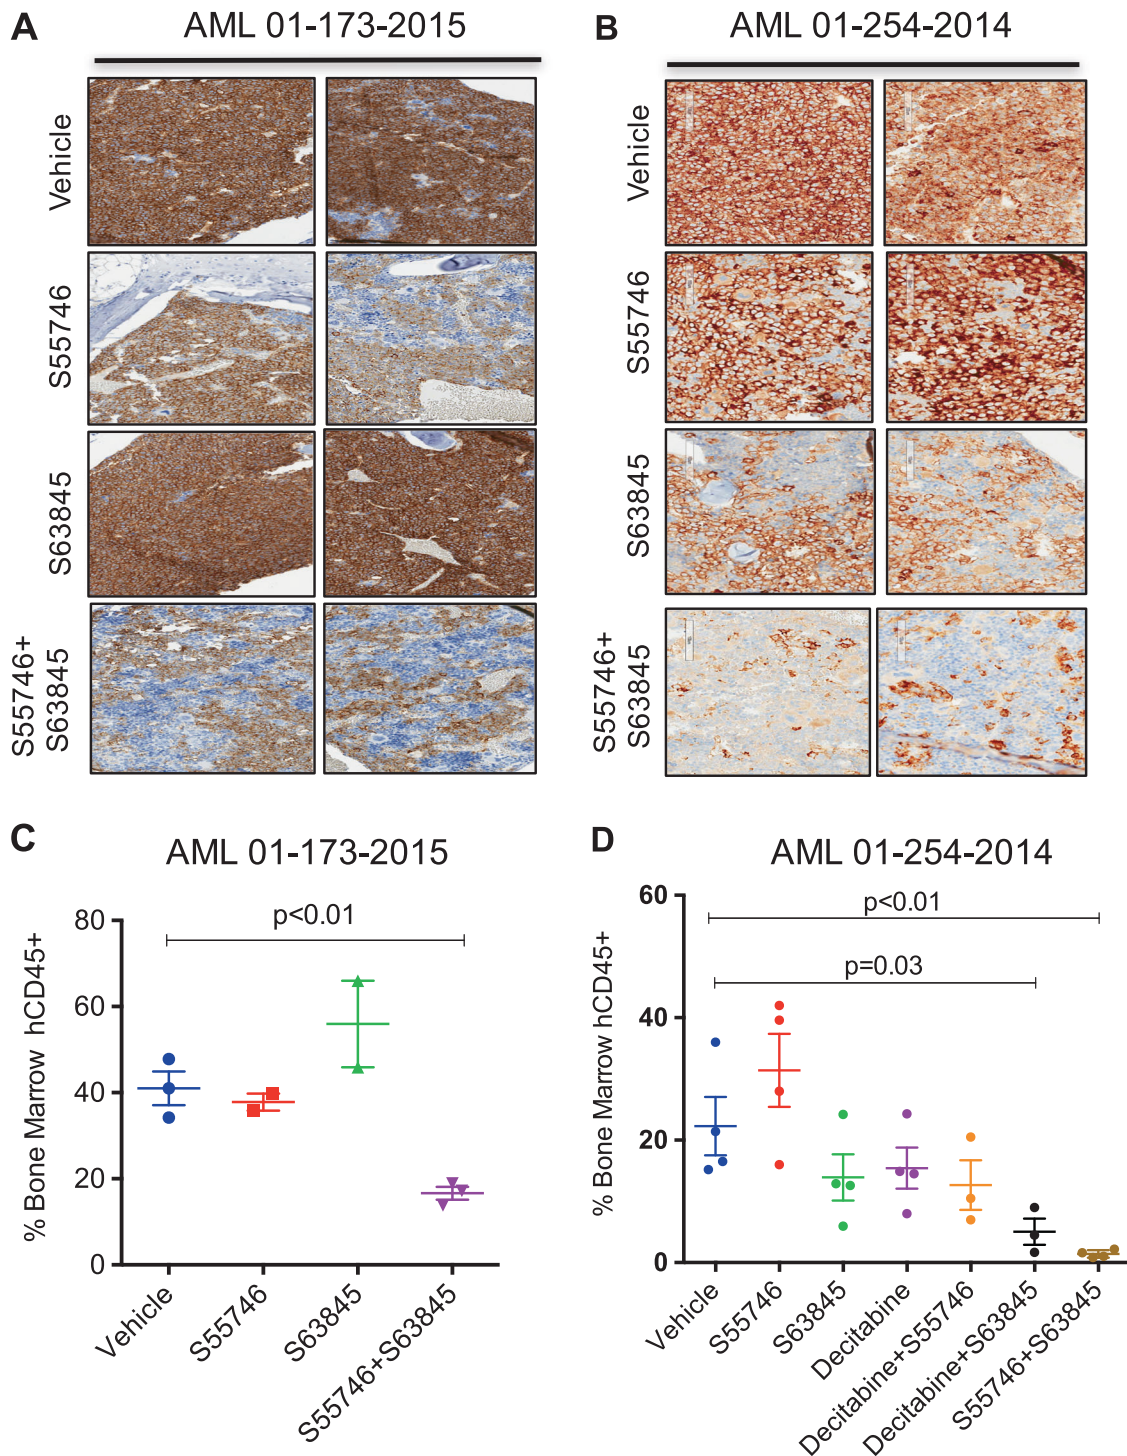 A
AML 01-173-2015
B
AML 01-254-2014
Vehicle
S55746
S63845
S55746+
S63845
Vehicle
S55746
S63845
S55746+
S63845
C
AML 01-173-2015
% Bone Marrow hCD45+
80
60
40
20
0
p<0.01
Vehicle
S55746
S63845
S55746+S63845
D
AML 01-254-2014
% Bone Marrow hCD45+
60
40
20
0
p<0.01
p=0.03
Vehicle
S55746
S63845
Decitabine
Decitabine+S55746
Decitabine+S63845
S55746+S63845